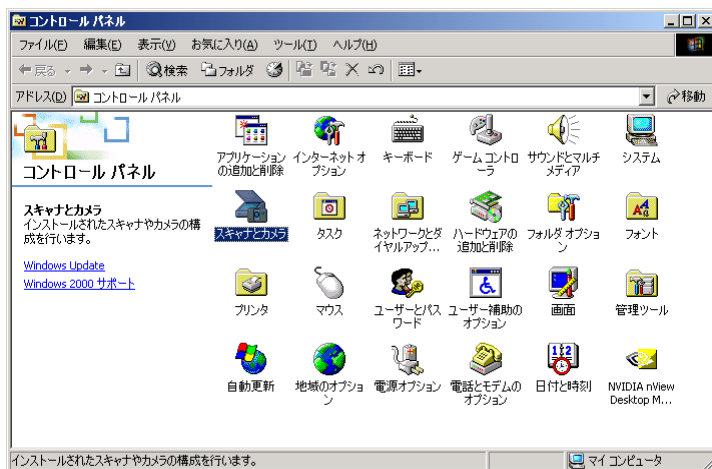 コントロール パネル
ファイル(F) 編集(E) 表示(V) お気に入り(A) ツール(T) ヘルプ(H)
戻る 検索 フォルダ
アドレス(D) コントロール パネル 移動
コントロール パネル
スキャナとカメラ
インストールされたスキャナやカメラの構
成を行います。
Windows Update
Windows 2000 サポート
アプリケーション
の追加と削除
インターネット オ
プション
キーボード
ゲーム コントロ
ーラ
サウンドとマルチ
メディア
システム
スキャナとカメラ
タスク
ネットワークとダ
イヤルアップ...
ハードウェアの
追加と削除
フォルダ オプショ
ン
フォント
プリンタ
マウス
ユーザーとパス
ワード
ユーザー補助の
オプション
画面
管理ツール
自動更新
地域のオプショ
ン
電源オプション
電話とモデムの
オプション
日付と時刻
NVIDIA nView
Desktop M...
インストールされたスキャナやカメラの構成を行います。 マイ コンピュータ